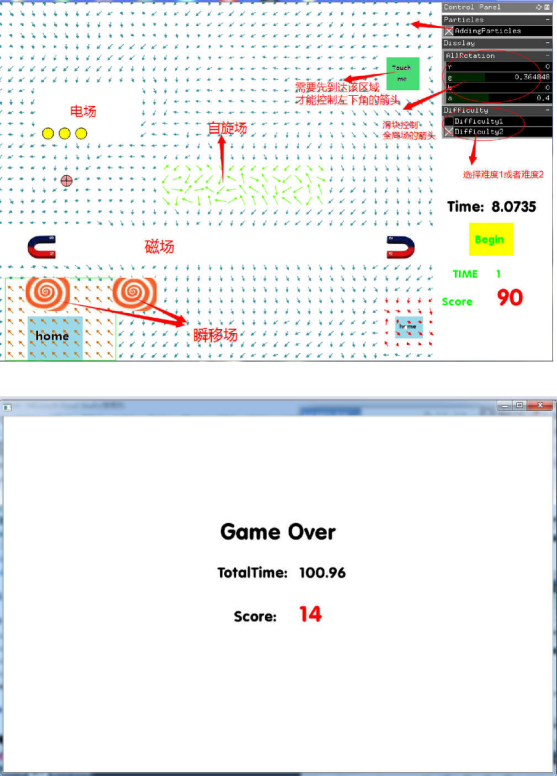 Control Panel
Particles
AddingParticles
Display
AllRotation
r 0
g 0.364848
b 0
a 0.4
Difficulty
Difficulty1
Difficulty2
Touch
me
需要先到达该区域
才能控制左下角的箭头
滑块控制
全局场的箭头
选择难度1或者难度2
电场
自旋场
Time: 8.0735
Begin
磁场
TIME 1
Score 90
瞬移场
home
home
Game Over
TotalTime: 100.96
Score: 14